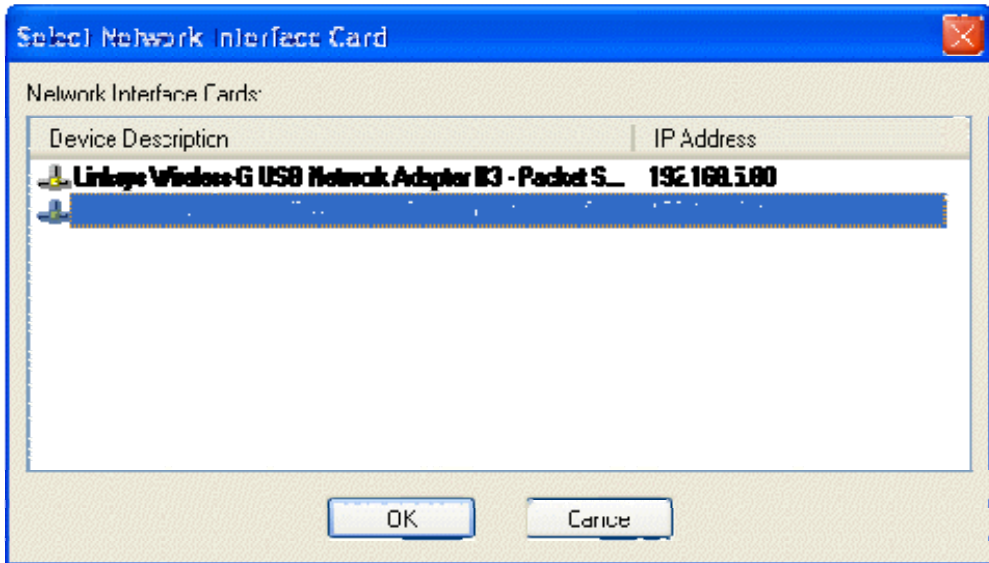 Select Network Interface Card
Network Interface Cards:
Device Description IP Address
Linksys Wireless-G USB Network Adapter #3 - Packet S... 192.168.5.80
OK Cancel